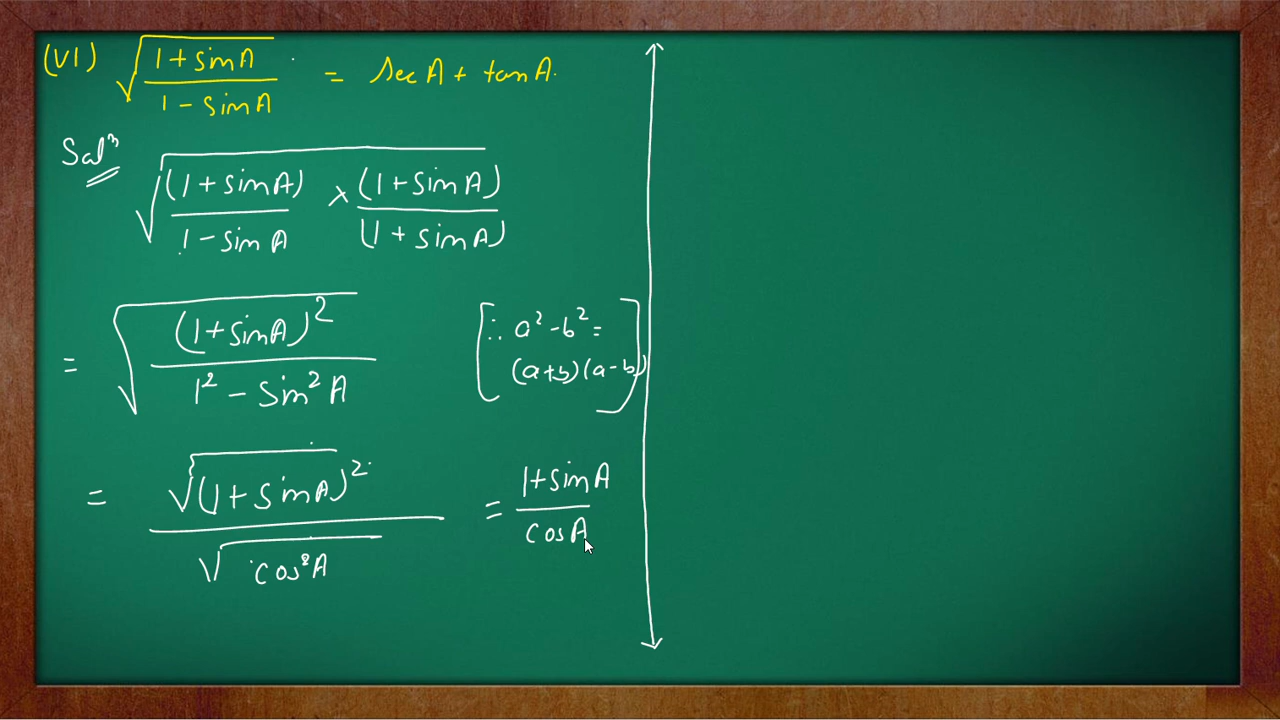 (VI) √((1+sinA)/(1-sinA)) = secA + tanA.
Solⁿ
√((1+sinA)/(1-sinA) × (1+sinA)/(1+sinA))
= √((1+sinA)²/(1²-sin²A)) [∴ a²-b² =
(a+b)(a-b)]
= √(1+sinA)²/√cos²A = (1+sinA)/cosA